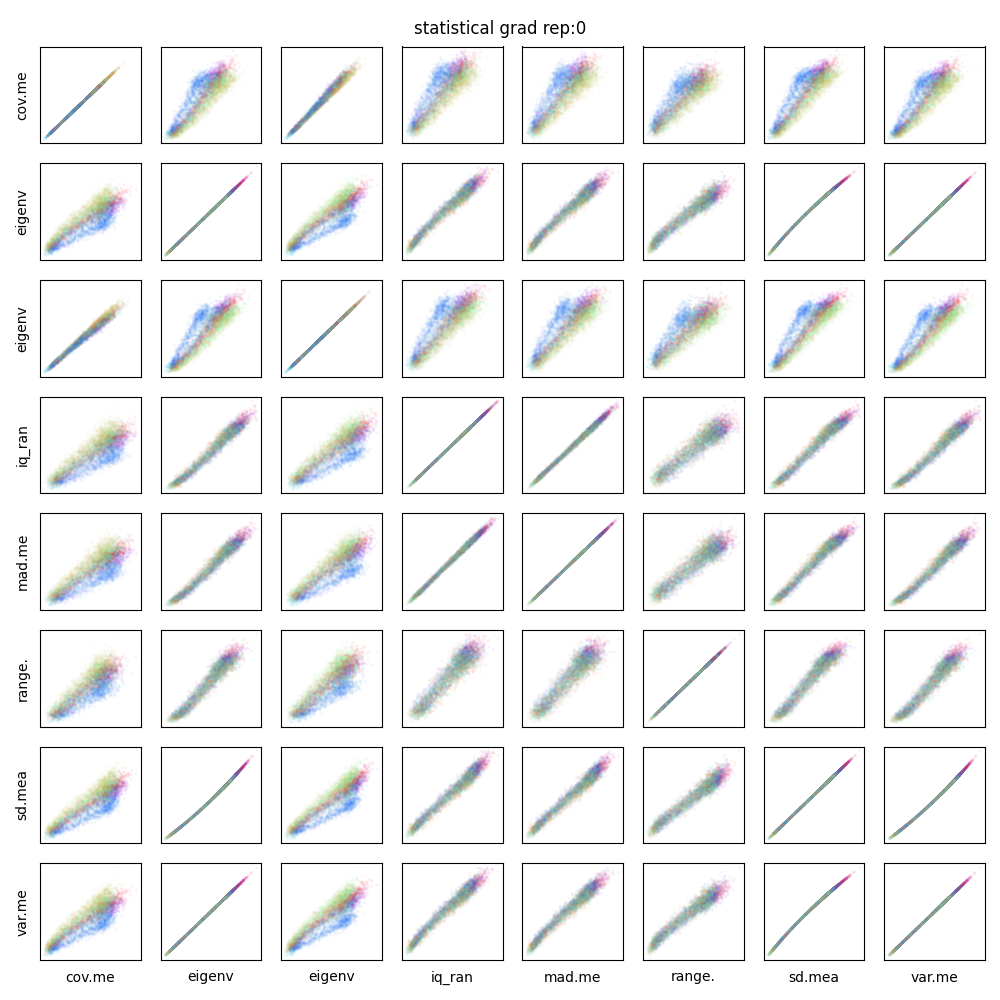 statistical grad rep:0
cov.me
eigenv
eigenv
iq_ran
mad.me
range.
sd.mea
var.me
cov.me eigenv eigenv iq_ran mad.me range. sd.mea var.me